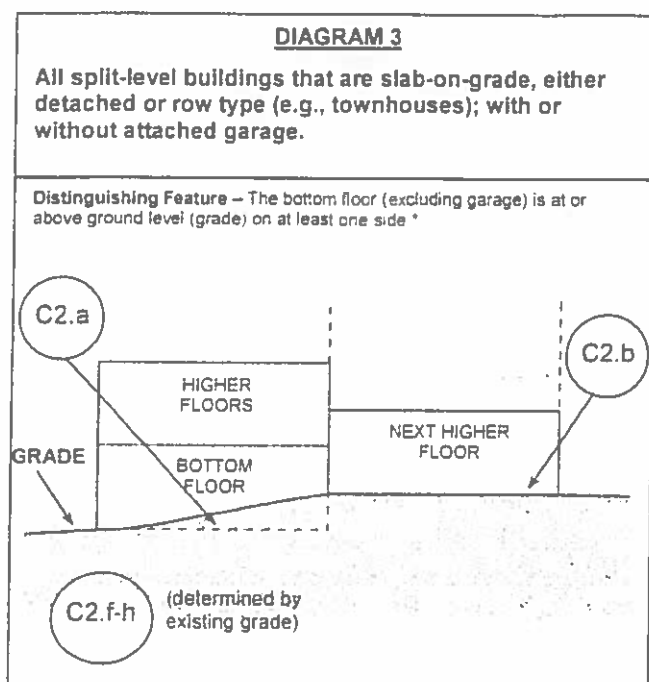 DIAGRAM 3
All split-level buildings that are slab-on-grade, either
detached or row type (e.g., townhouses); with or
without attached garage.
Distinguishing Feature – The bottom floor (excluding garage) is at or
above ground level (grade) on at least one side *
C2.a
C2.b
HIGHER
FLOORS
NEXT HIGHER
FLOOR
GRADE
BOTTOM
FLOOR
C2.f-h
(determined by
existing grade)